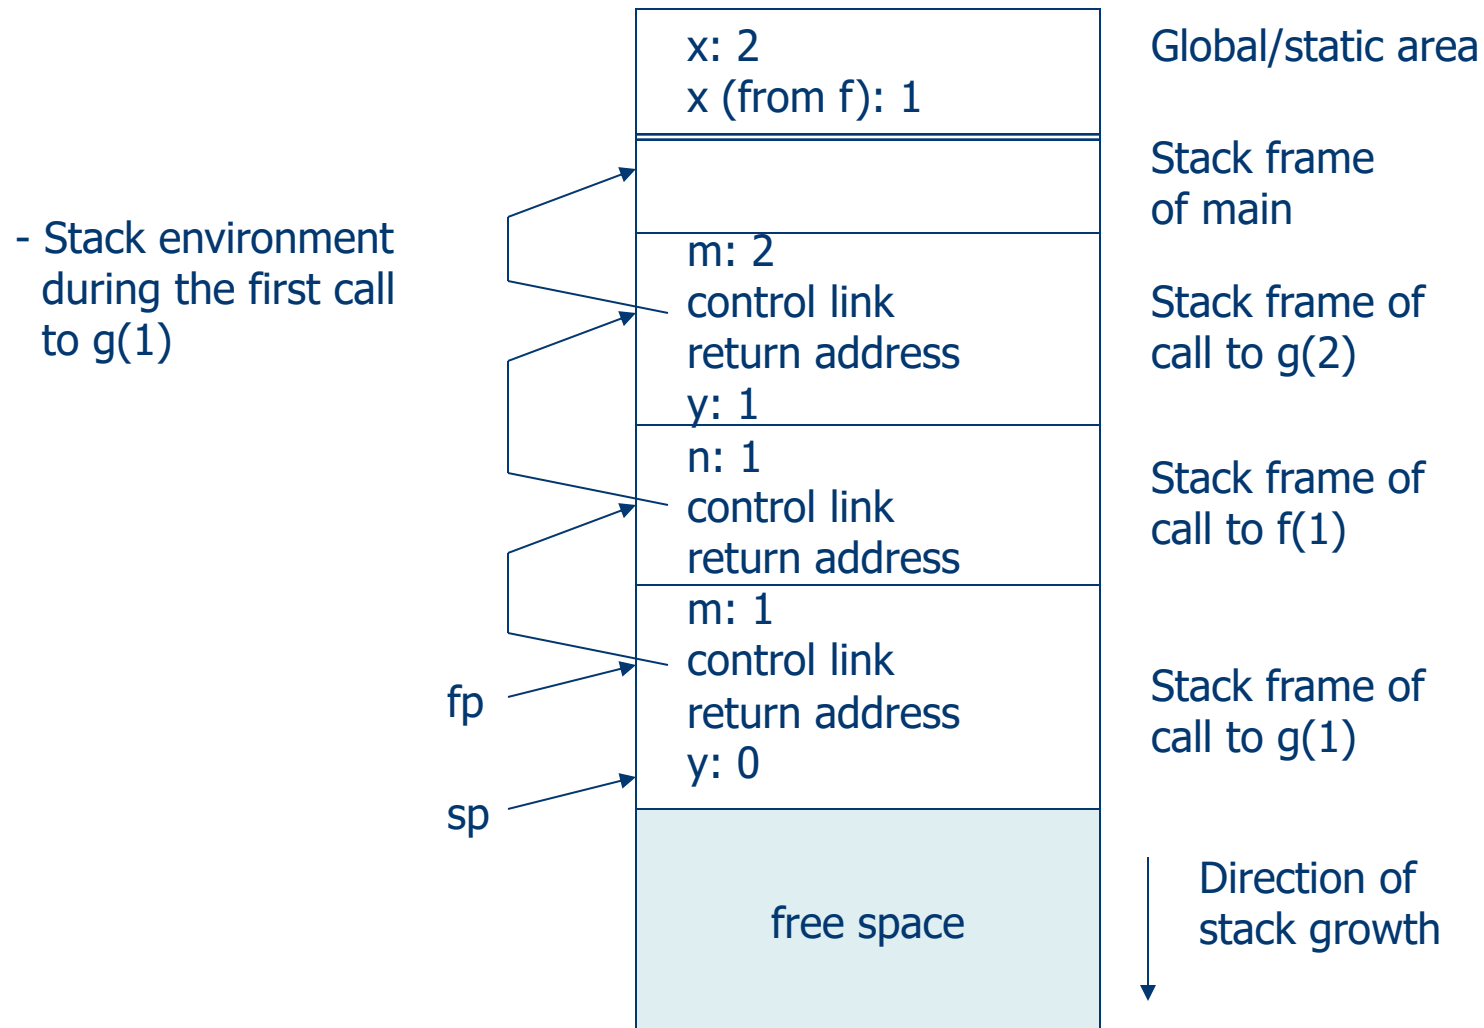 x: 2
x (from f): 1
Global/static area
Stack frame
of main
- Stack environment
during the first call
to g(1)
m: 2
control link
return address
y: 1
Stack frame of
call to g(2)
n: 1
control link
return address
Stack frame of
call to f(1)
m: 1
control link
return address
y: 0
Stack frame of
call to g(1)
fp
sp
free space
Direction of
stack growth